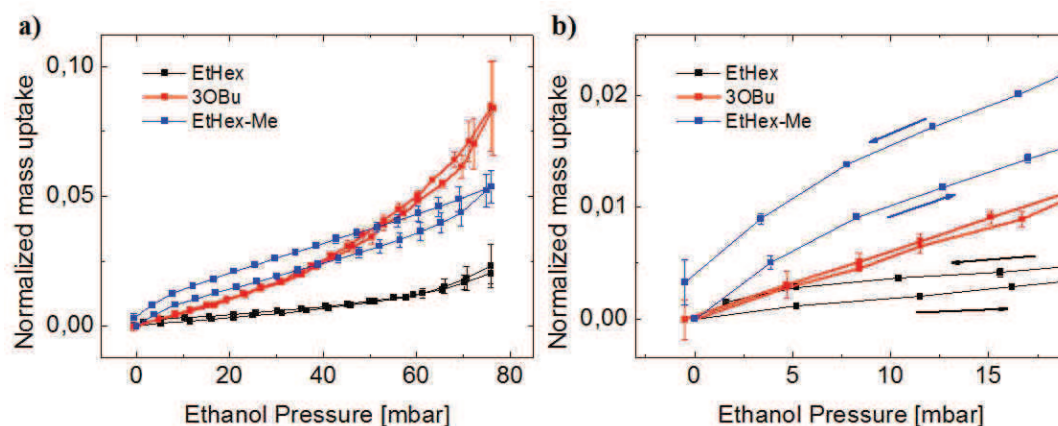 a)
Normalized mass uptake
0,10
0,05
0,00
EtHex
3OBu
EtHex-Me
0 20 40 60 80
Ethanol Pressure [mbar]
b)
Normalized mass uptake
0,02
0,01
0,00
EtHex
3OBu
EtHex-Me
0 5 10 15
Ethanol Pressure [mbar]